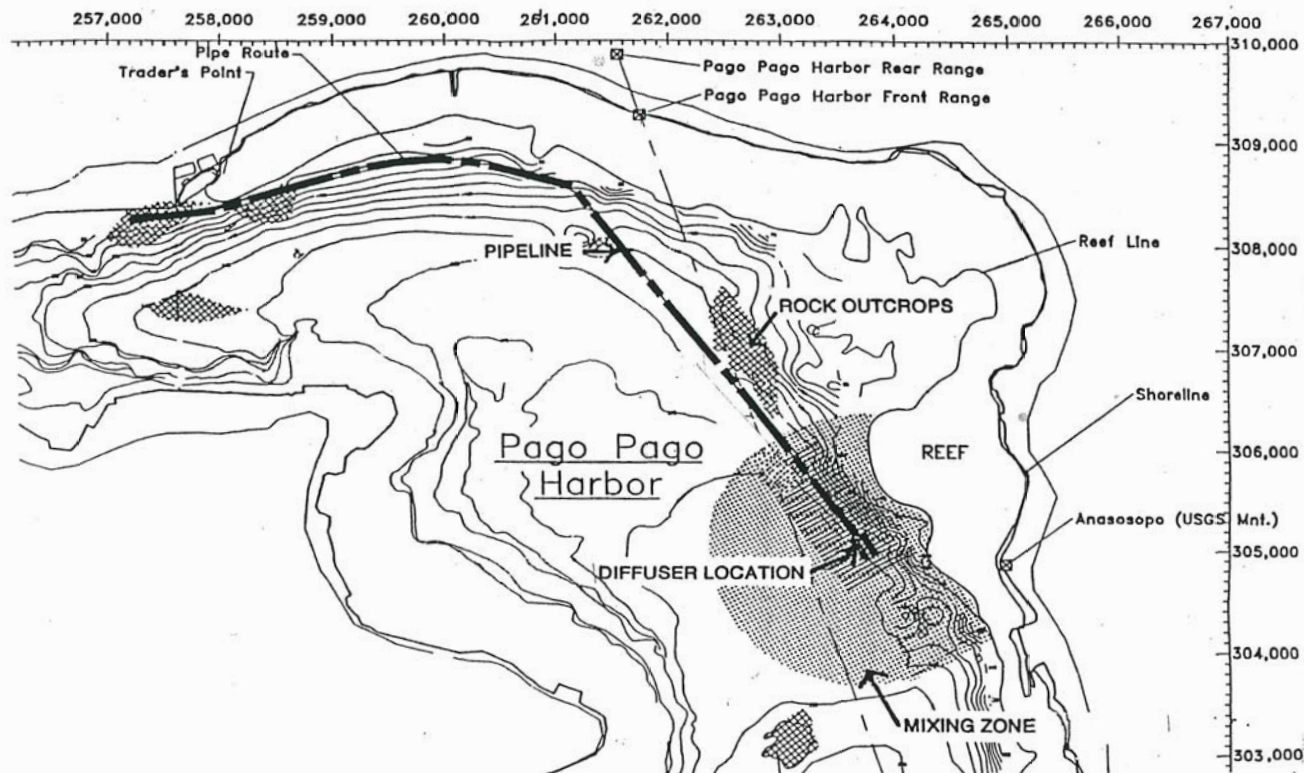 257,000 258,000 259,000 260,000 261,000 262,000 263,000 264,000 265,000 266,000 267,000
310,000
Pipe Route
Trader's Point
Pago Pago Harbor Rear Range
Pago Pago Harbor Front Range
309,000
Reef Line
308,000
PIPELINE
ROCK OUTCROPS
307,000
Shoreline
Pago Pago
Harbor
REEF
306,000
Anasosopo (USGS Mnt.)
305,000
DIFFUSER LOCATION
304,000
MIXING ZONE
303,000